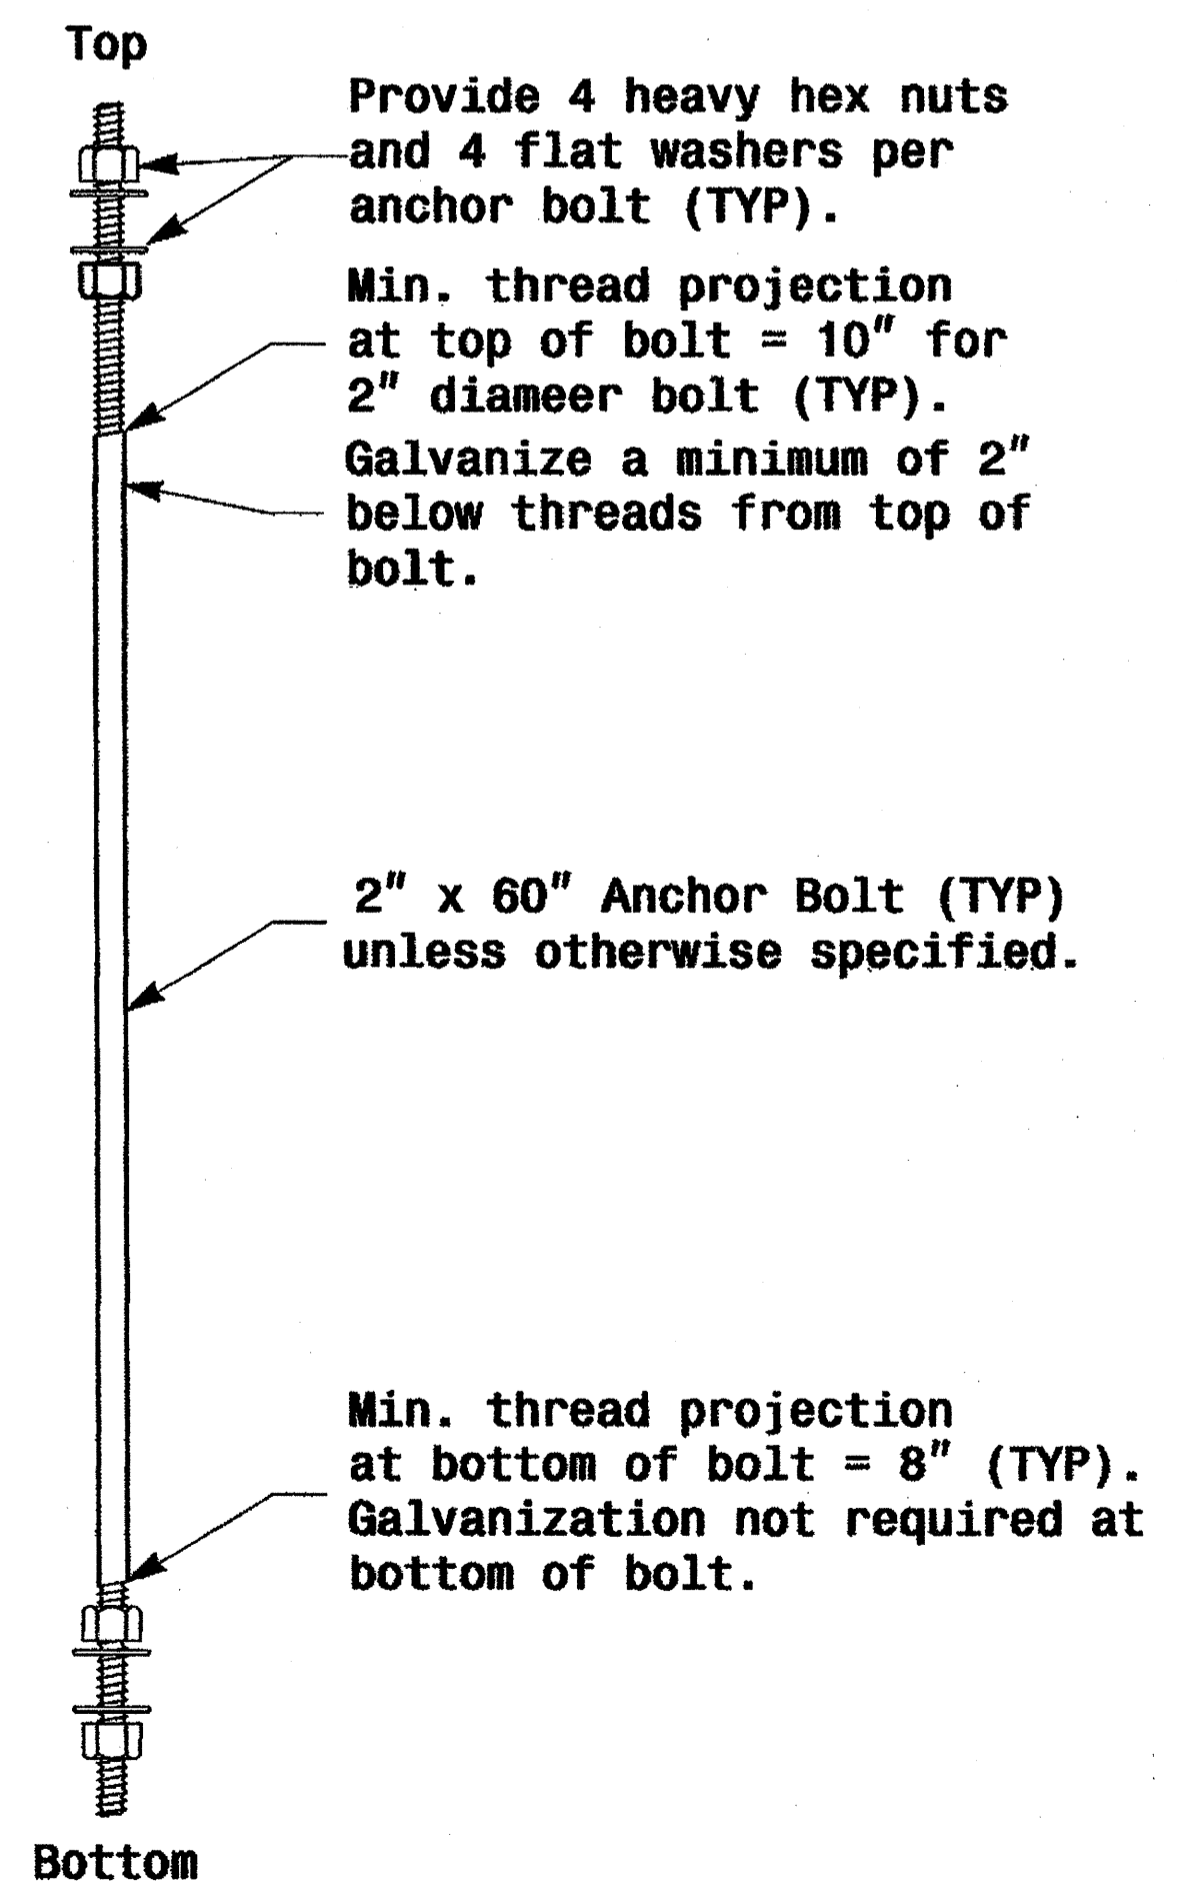 Top
Provide 4 heavy hex nuts
and 4 flat washers per
anchor bolt (TYP).
Min. thread projection
at top of bolt = 10" for
2" diameer bolt (TYP).
Galvanize a minimum of 2"
below threads from top of
bolt.
2" x 60" Anchor Bolt (TYP)
unless otherwise specified.
Min. thread projection
at bottom of bolt = 8" (TYP).
Galvanization not required at
bottom of bolt.
Bottom